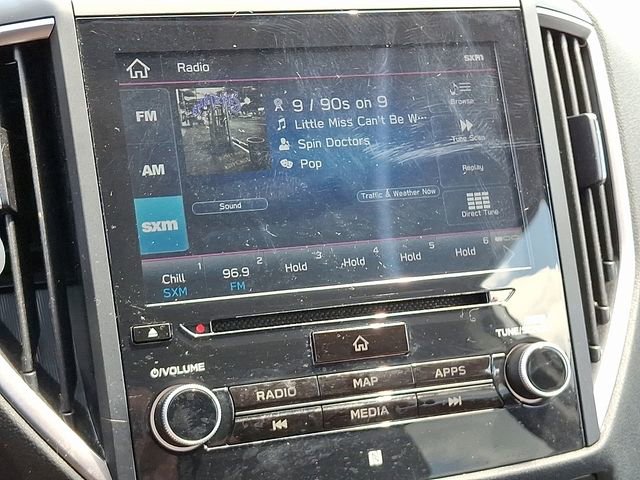 Radio
SXM
FM
AM
sxm
9 / 90s on 9
Little Miss Can't Be W...
Spin Doctors
Pop
Browse
Tune Scan
Replay
Direct Tune
Sound
Traffic & Weather Now
1 2 3 4 5 6
Chill 96.9 Hold Hold Hold Hold
SXM FM
VOLUME
TUNE/
RADIO MAP APPS
MEDIA
N